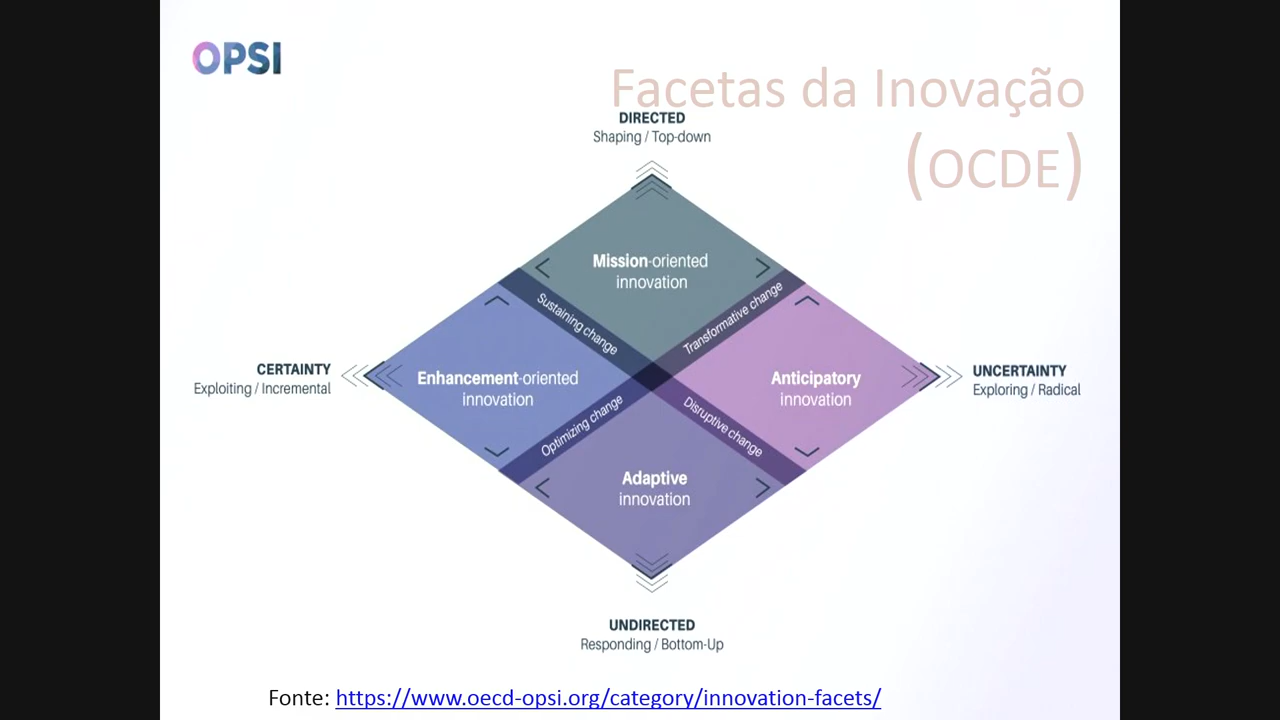 OPSI
Facetas da Inovação
(OCDE)
DIRECTED
Shaping / Top-down
Mission-oriented
innovation
Sustaining change
Transformative change
CERTAINTY
Exploiting / Incremental
Enhancement-oriented
innovation
Anticipatory
innovation
UNCERTAINTY
Exploring / Radical
Optimizing change
Disruptive change
Adaptive
innovation
UNDIRECTED
Responding / Bottom-Up
Fonte: https://www.oecd-opsi.org/category/innovation-facets/